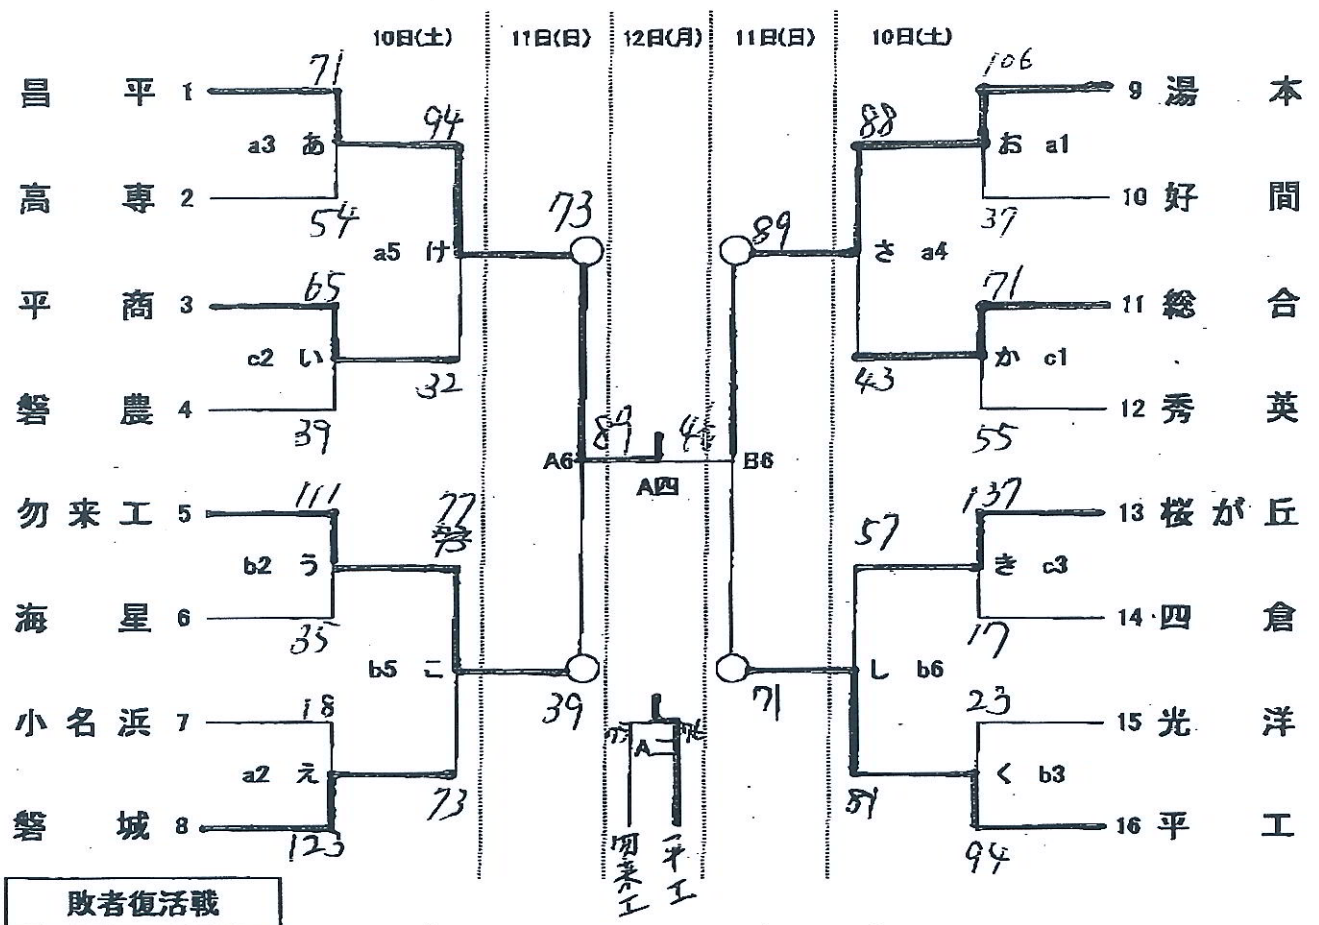 10日(土) 11日(日) 12日(月) 11日(日) 10日(土)
71 106
昌平 1 9 湯本
94 88
a3 あ お a1
高専 2 10 好間
54 37
73 89
a5 け さ a4
65 71
平商 3 11 総合
c2 い か c1
32 43
磐農 4 12 秀英
39 55
87
A6 B6
A四
111 77 57 137
勿来工 5 13 桜が丘
b2 う き c3
海星 6 14 四倉
35 17
b5 こ し b6
39 71
18 23
小名浜 7 15 光洋
A二
a2 え く b3
73 81
磐城 8 16 平工
123 94
勿来工 平工
敗者復活戦